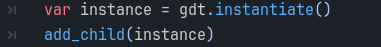 var instance = gdt.instantiate()
add_child(instance)